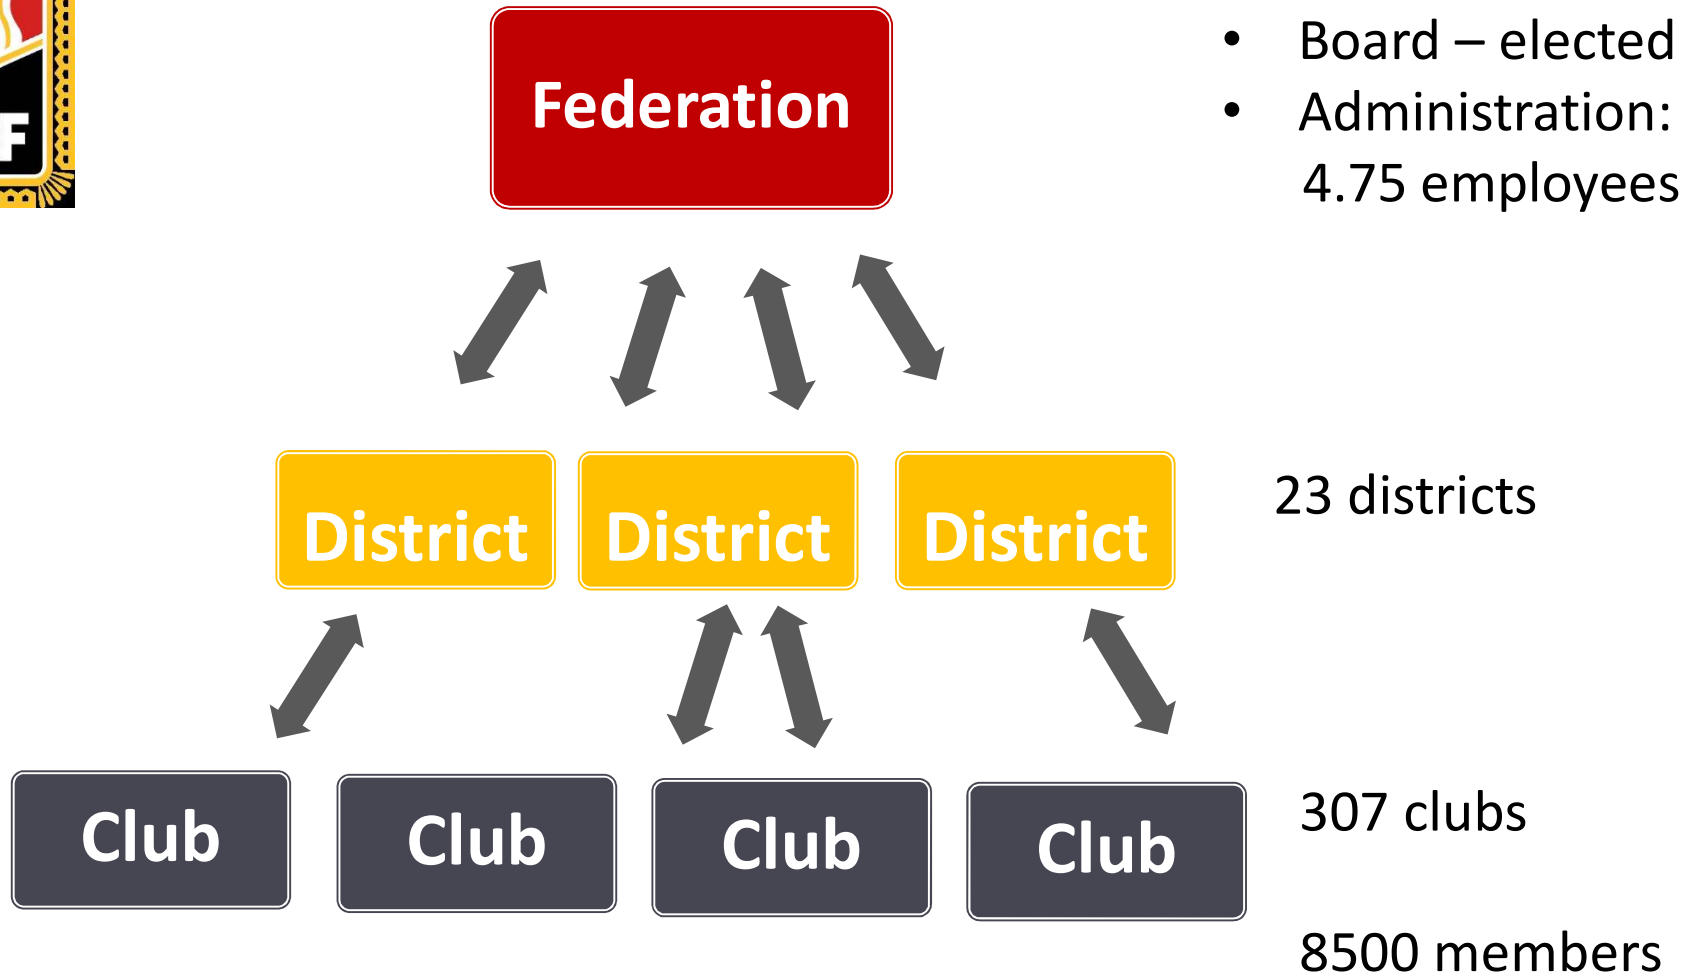 F
Federation
• Board – elected
• Administration:
4.75 employees
District District District
23 districts
Club Club Club Club
307 clubs
8500 members